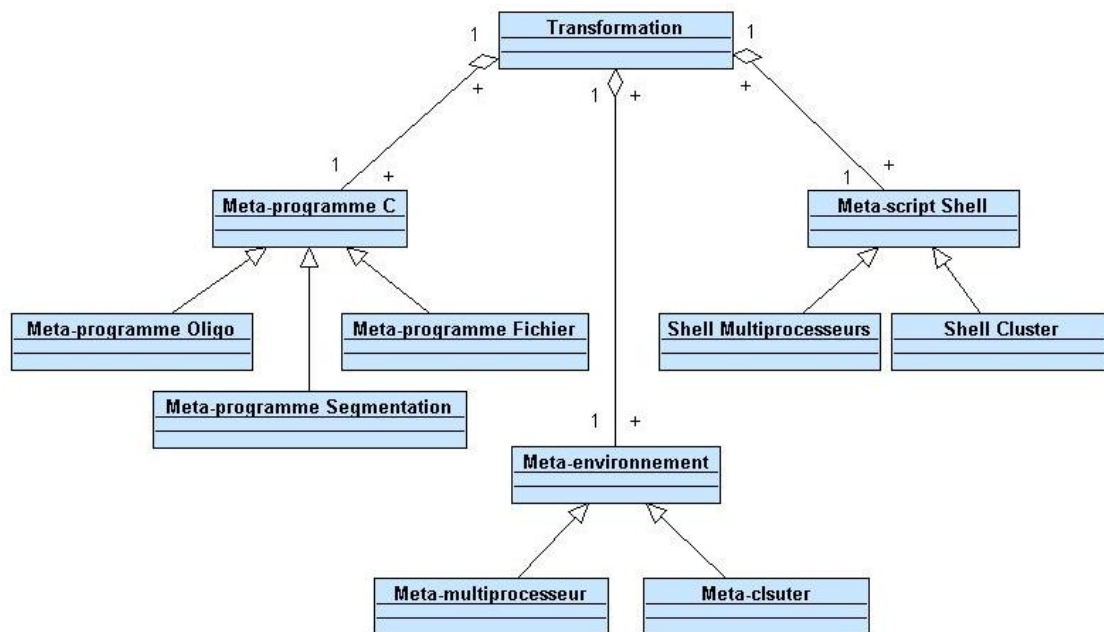 Transformation
1
1
+
1
+
+
1
+
+
1
Meta-programme C
Meta-script Shell
Meta-programme Oligo
Meta-programme Fichier
Shell Multiprocesseurs
Shell Cluster
Meta-programme Segmentation
1
+
Meta-environnement
Meta-multiprocesseur
Meta-clsuter